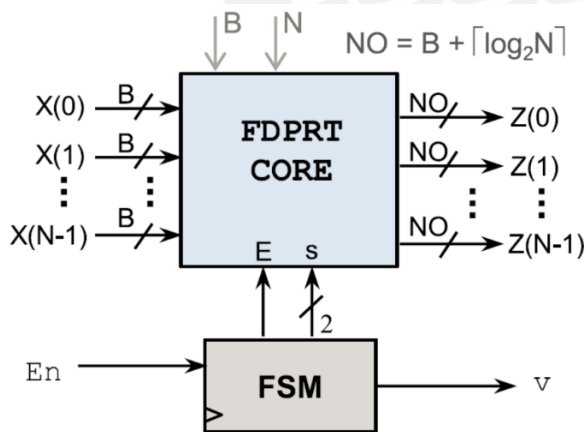 B N NO = B + ⌈log₂N⌉
X(0) B NO Z(0)
FDPRT
CORE
X(1) B NO Z(1)
X(N-1) B NO Z(N-1)
E s
2
En FSM v